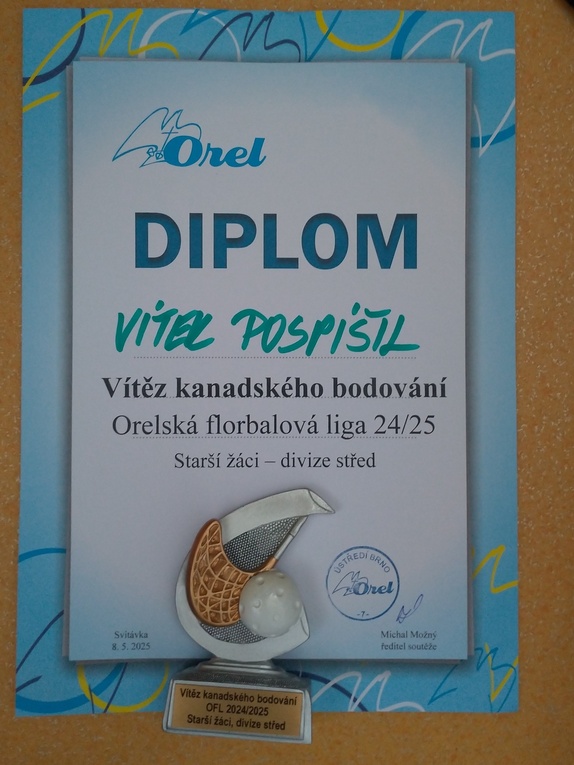 Orel
DIPLOM
VÍTEK POSPÍŠIL
Vítěz kanadského bodování
Orelská florbalová liga 24/25
Starší žáci – divize střed
ÚSTŘEDÍ BRNO
Orel
-7-
Svitávka
8. 5. 2025
Michal Možný
ředitel soutěže
Vítěz kanadského bodování
OFL 2024/2025
Starší žáci, divize střed